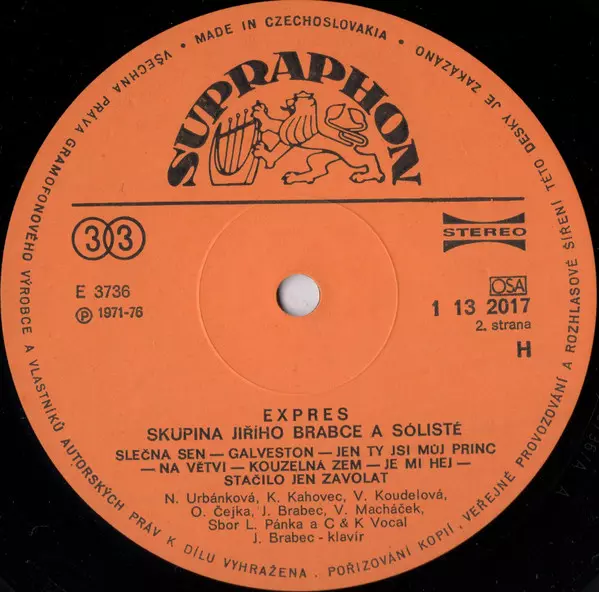 VŠECHNA PRÁVA GRAMOFONOVÉHO VÝROBCE A VLASTNÍKŮ AUTORSKÝCH PRÁV K DÍLU VYHRAŽENA . POŘIZOVÁNÍ KOPIÍ , VEŘEJNÉ PROVOZOVÁNÍ A ROZHLASOVÉ ŠÍŘENÍ TÉTO DESKY JE ZAKÁZÁNO
• MADE IN CZECHOSLOVAKIA •
SUPRAPHON
33
STEREO
E 3736
Ⓟ 1971-76
OSA
1 13 2017
2. strana
H
EXPRES
SKUPINA JIŘÍHO BRABCE A SÓLISTÉ
SLEČNA SEN — GALVESTON — JEN TY JSI MŮJ PRINC
— NA VĚTVI — KOUZELNÁ ZEM — JE MI HEJ —
STAČILO JEN ZAVOLAT
N. Urbánková, K. Kahovec, V. Koudelová,
O. Čejka, J. Brabec, V. Macháček,
Sbor L. Pánka a C & K Vocal
J. Brabec - klavír